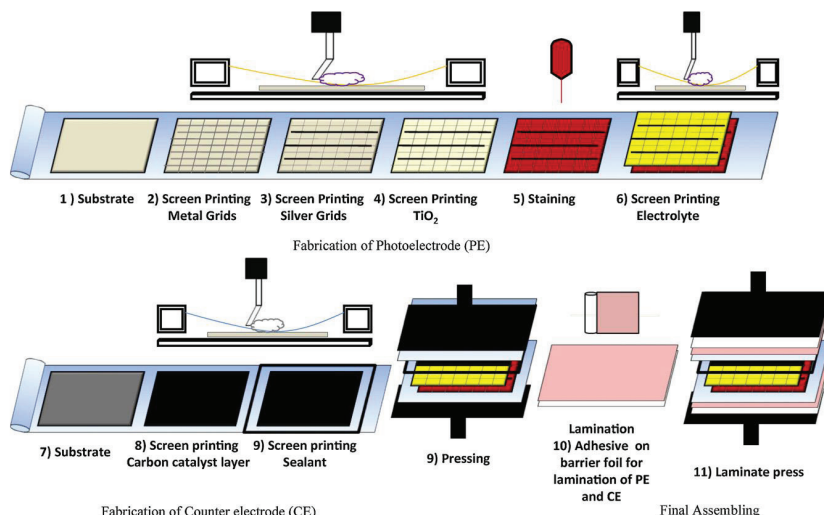 1 ) Substrate
2) Screen Printing
Metal Grids
3) Screen Printing
Silver Grids
4) Screen Printing
TiO₂
5) Staining
6) Screen Printing
Electrolyte
Fabrication of Photoelectrode (PE)
7) Substrate
8) Screen printing
Carbon catalyst layer
9) Screen printing
Sealant
9) Pressing
Lamination
10) Adhesive on
barrier foil for
lamination of PE
and CE
11) Laminate press
Fabrication of Counter electrode (CE)
Final Assembling